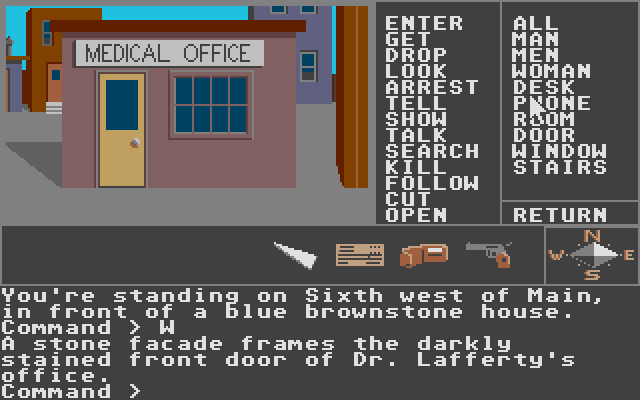 MEDICAL OFFICE
ENTER
GET
DROP
LOOK
ARREST
TELL
SHOW
TALK
SEARCH
KILL
FOLLOW
CUT
OPEN
ALL
MAN
MEN
WOMAN
DESK
PHONE
ROOM
DOOR
WINDOW
STAIRS
RETURN
N
W E
S
You're standing on Sixth west of Main,
in front of a blue brownstone house.
Command > W
A stone facade frames the darkly
stained front door of Dr. Lafferty's
office.
Command >